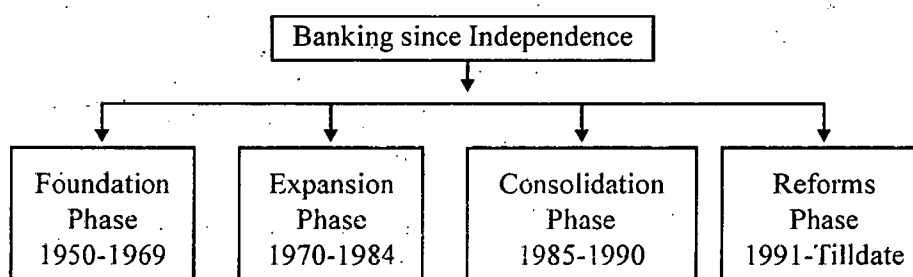 Banking since Independence
Foundation
Phase
1950-1969
Expansion
Phase
1970-1984
Consolidation
Phase
1985-1990
Reforms
Phase
1991-Tilldate